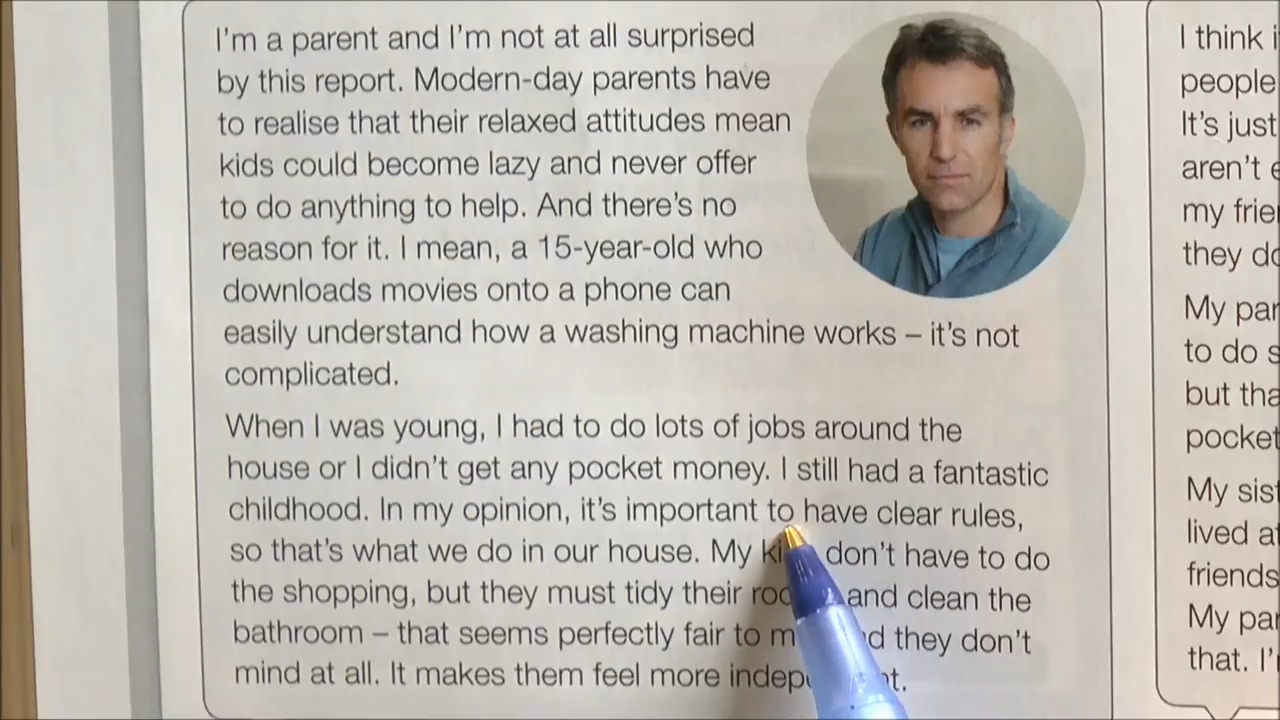 I'm a parent and I'm not at all surprised
by this report. Modern-day parents have
to realise that their relaxed attitudes mean
kids could become lazy and never offer
to do anything to help. And there's no
reason for it. I mean, a 15-year-old who
downloads movies onto a phone can
easily understand how a washing machine works – it's not
complicated.
When I was young, I had to do lots of jobs around the
house or I didn't get any pocket money. I still had a fantastic
childhood. In my opinion, it's important to have clear rules,
so that's what we do in our house. My don't have to do
the shopping, but they must tidy their and clean the
bathroom – that seems perfectly fair to they don't
mind at all. It makes them feel more
I think
people
It's just
aren't
my
they
My
to do
but
pocket
My
lived
friends
My
that.